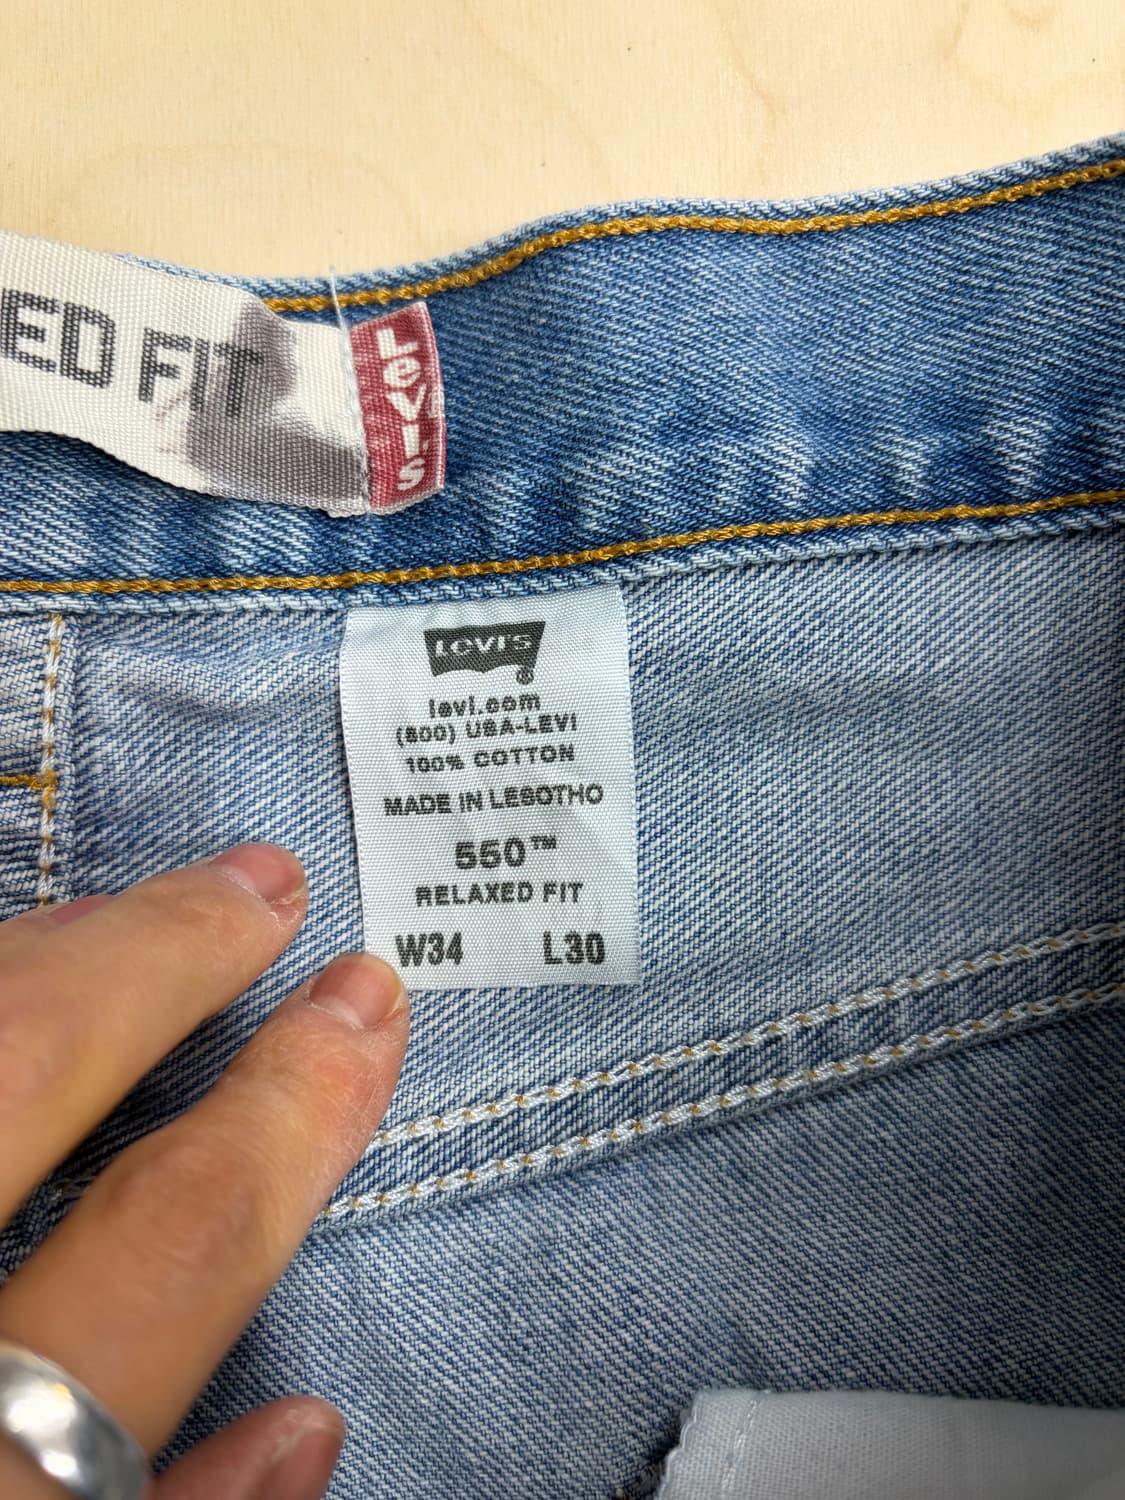 ED FIT
LEVI'S
LEVI'S
®
levi.com
(800) USA-LEVI
100% COTTON
MADE IN LESOTHO
550™
RELAXED FIT
W34 L30